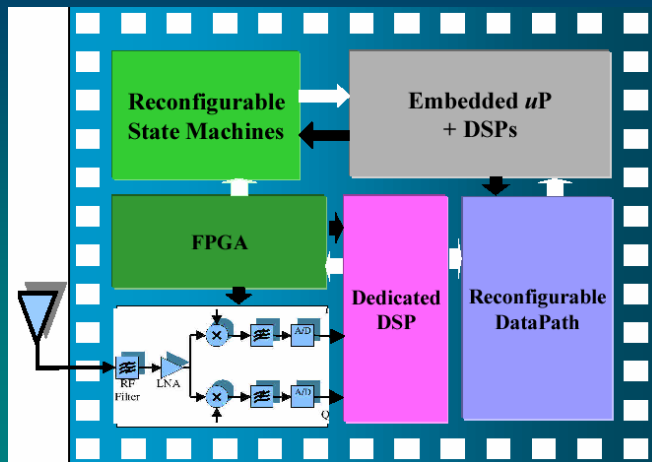 Reconfigurable
State Machines
Embedded uP
+ DSPs
FPGA
Dedicated
DSP
Reconfigurable
DataPath
RF
Filter
LNA
A/D
A/D
Q